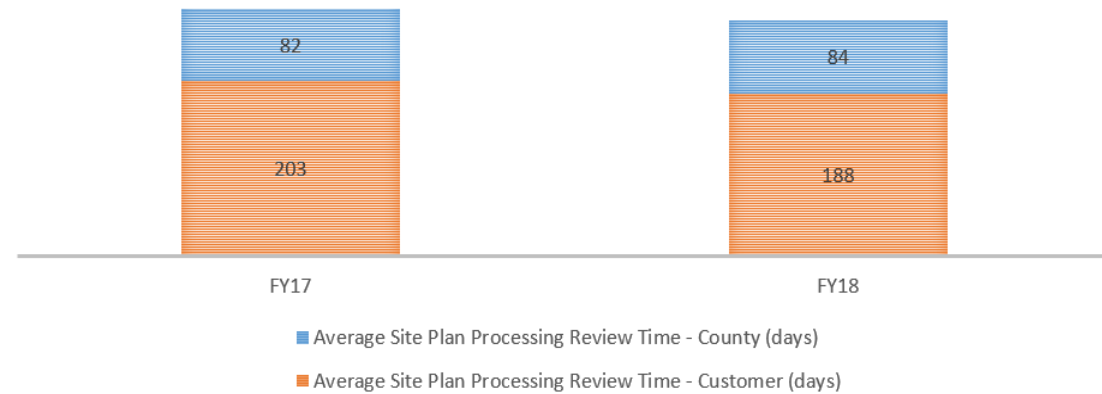 82
84
203
188
FY17
FY18
Average Site Plan Processing Review Time - County (days)
Average Site Plan Processing Review Time - Customer (days)